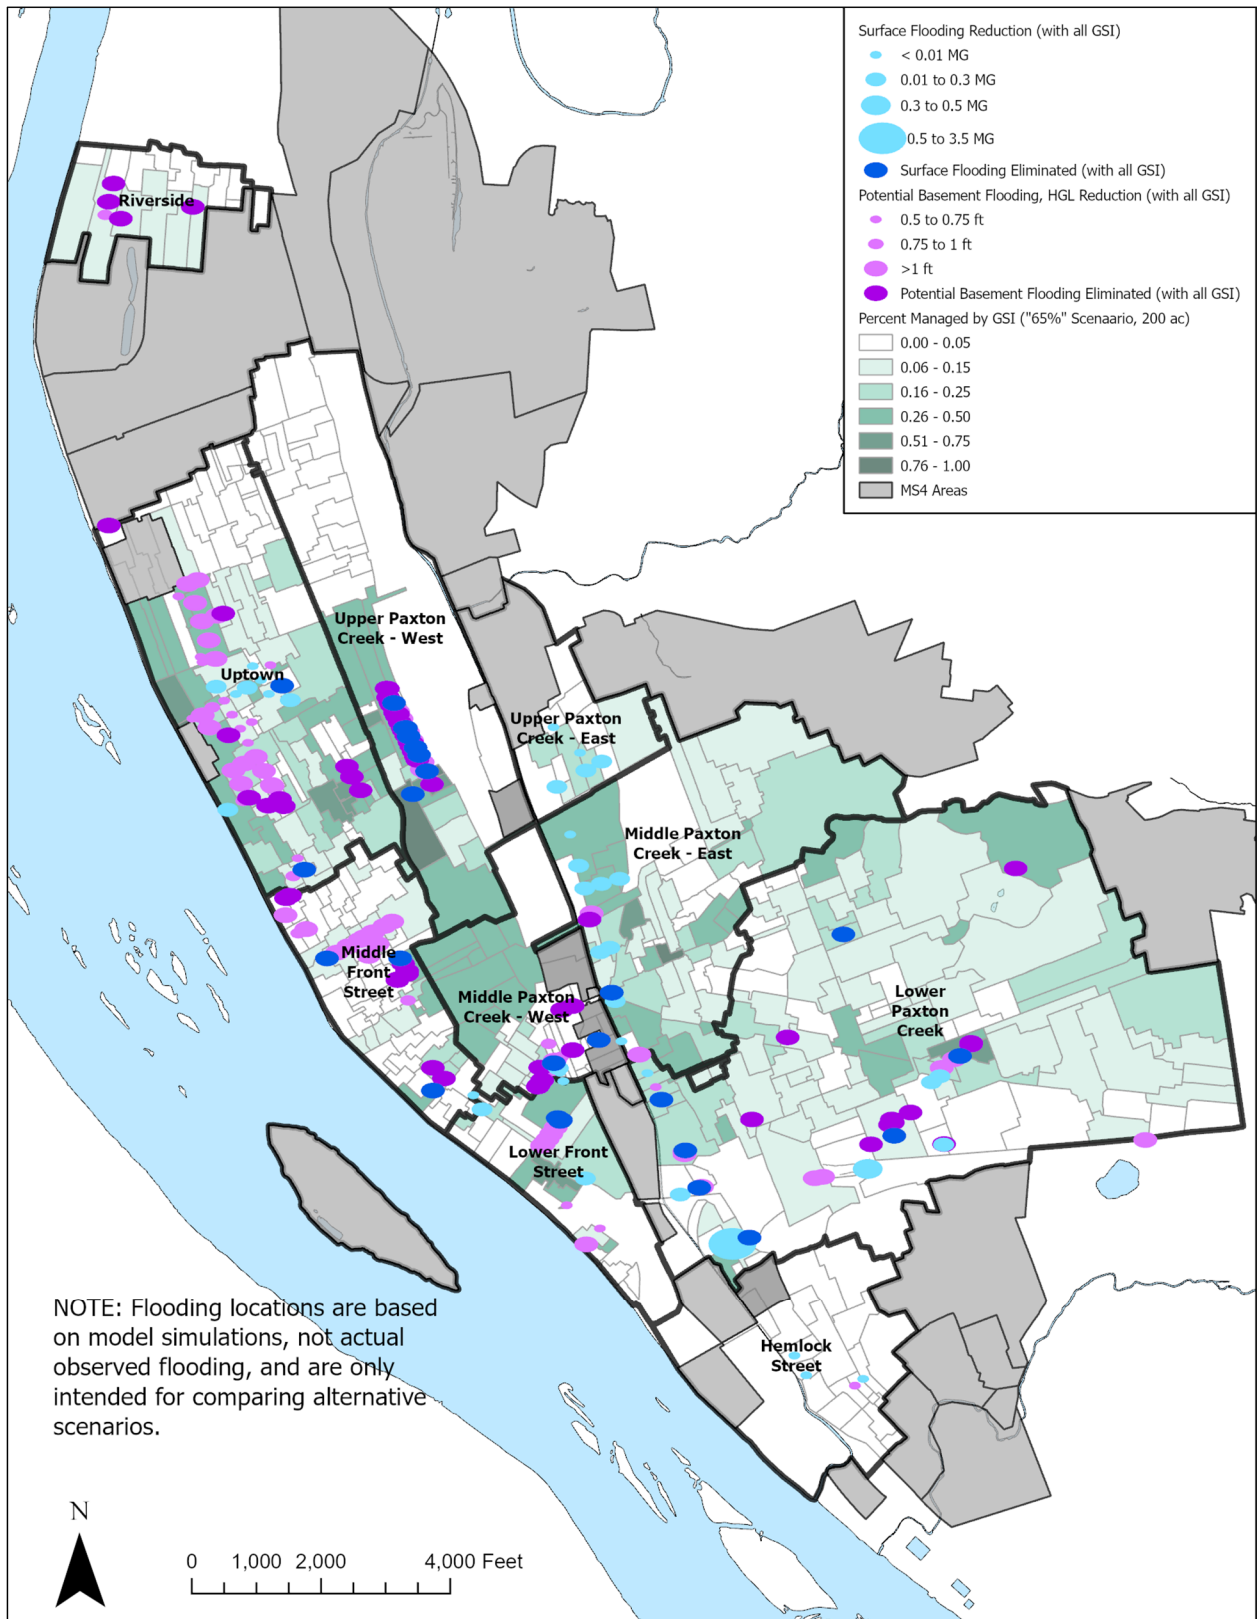 Surface Flooding Reduction (with all GSI)
< 0.01 MG
0.01 to 0.3 MG
0.3 to 0.5 MG
0.5 to 3.5 MG
Surface Flooding Eliminated (with all GSI)
Potential Basement Flooding, HGL Reduction (with all GSI)
0.5 to 0.75 ft
0.75 to 1 ft
>1 ft
Potential Basement Flooding Eliminated (with all GSI)
Percent Managed by GSI ("65%" Scenaario, 200 ac)
0.00 - 0.05
0.06 - 0.15
0.16 - 0.25
0.26 - 0.50
0.51 - 0.75
0.76 - 1.00
MS4 Areas
Riverside
Upper Paxton
Creek - West
Uptown
Upper Paxton
Creek - East
Middle Paxton
Creek - East
Middle
Front
Street
Middle Paxton
Creek - West
Lower
Paxton
Creek
Lower Front
Street
Hemlock
Street
NOTE: Flooding locations are based
on model simulations, not actual
observed flooding, and are only
intended for comparing alternative
scenarios.
N
0 1,000 2,000 4,000 Feet